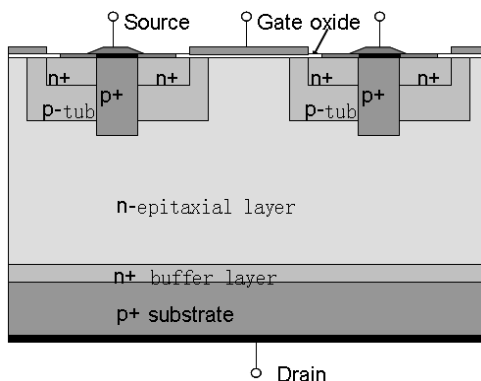 Source
Gate oxide
n+ n+ n+ n+
p+ p+
p-tub p-tub
n-epitaxial layer
n+ buffer layer
p+ substrate
Drain